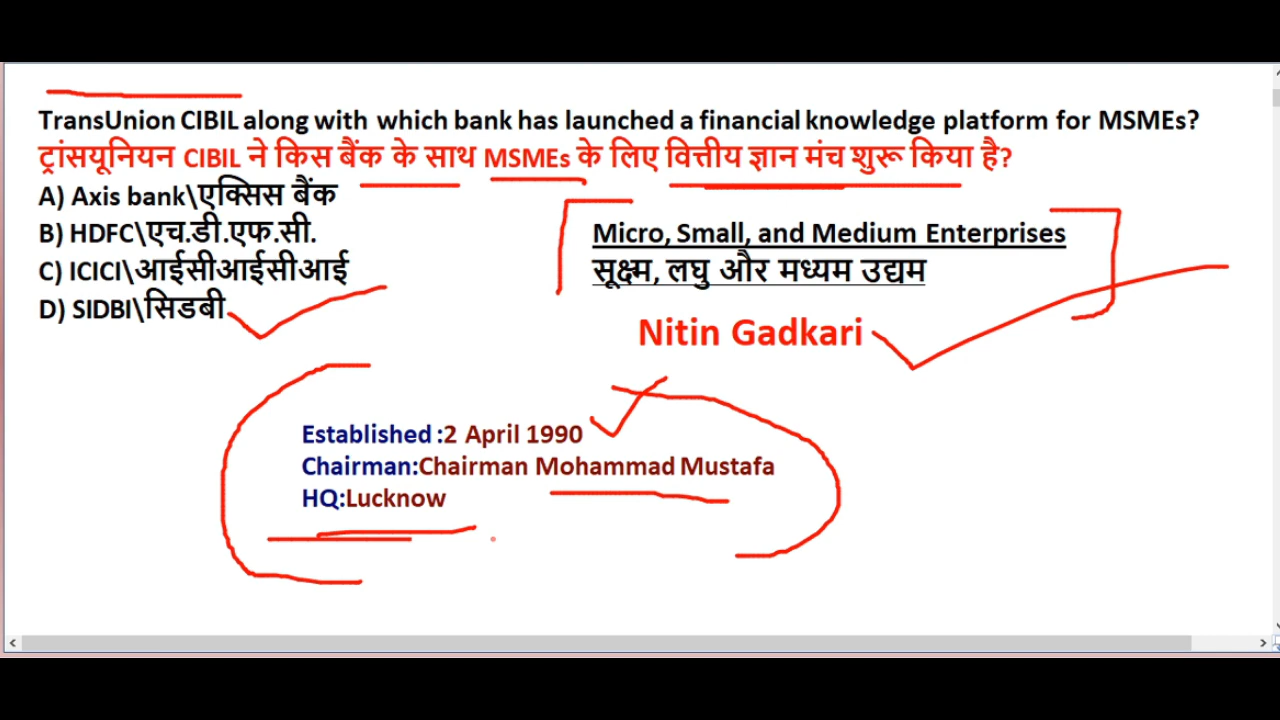 TransUnion CIBIL along with which bank has launched a financial knowledge platform for MSMEs?
ट्रांसयूनियन CIBIL ने किस बैंक के साथ MSMEs के लिए वित्तीय ज्ञान मंच शुरू किया है?
A) Axis bank\एक्सिस बैंक
B) HDFC\एच.डी.एफ.सी.
C) ICICI\आईसीआईसीआई
D) SIDBI\सिडबी
Micro, Small, and Medium Enterprises
सूक्ष्म, लघु और मध्यम उद्यम
Nitin Gadkari
Established :2 April 1990
Chairman:Chairman Mohammad Mustafa
HQ:Lucknow